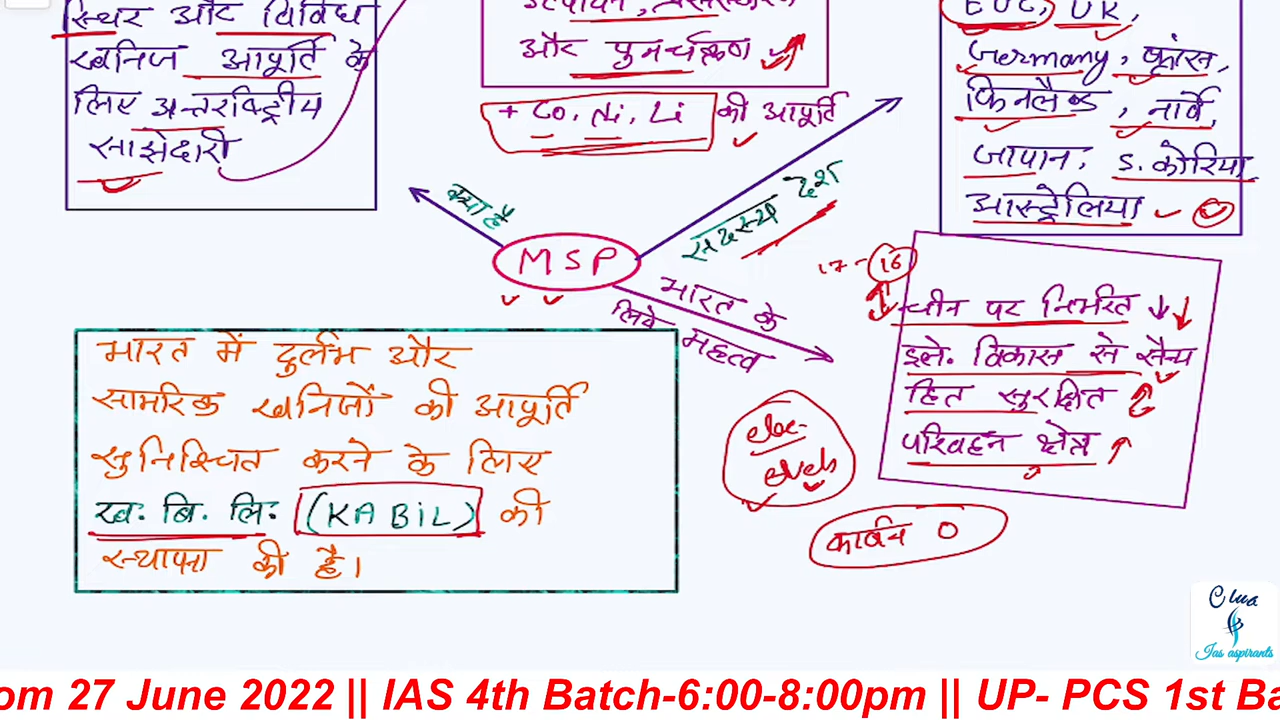 स्थिर और विविध
खनिज आपूर्ति के
लिए अन्तर्राष्ट्रीय
साझेदारी
और पुनर्चक्रण
+ Co, Ni, Li की आपूर्ति
EUC, UK,
Germany, फ्रांस,
फिनलैण्ड, नार्वे,
जापान, S. कोरिया
आस्ट्रेलिया
क्या है
सदस्य देश
MSP
भारत के
लिये महत्व
17 - 16
चीन पर निर्भरता
इले. विकास से सैन्य
हित सुरक्षित
परिवहन क्षेत्र
भारत में दुर्लभ और
सामरिक खनिजों की आपूर्ति
सुनिश्चित करने के लिए
ख. बि. लि. (KABIL) की
स्थापना की है।
कार्बन 0
Clue
Ias aspirants
om 27 June 2022 || IAS 4th Batch-6:00-8:00pm || UP- PCS 1st Ba